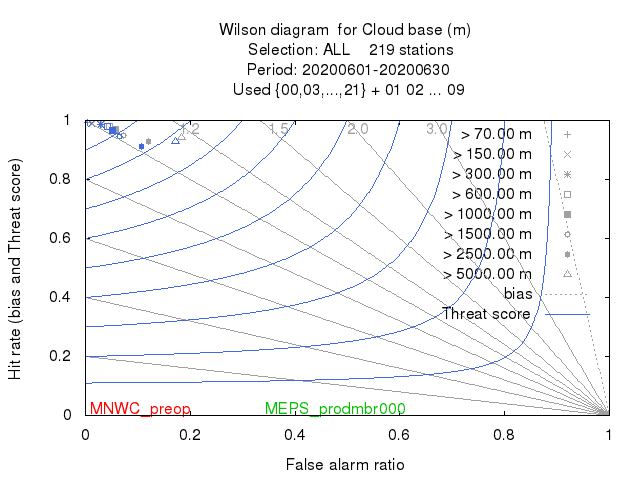 Wilson diagram for Cloud base (m)
Selection: ALL 219 stations
Period: 20200601-20200630
Used {00,03,...,21} + 01 02 ... 09
Hit rate (bias and Threat score)
1
0.8
0.6
0.4
0.2
0
1.2 1.5 2.0 3.0
> 70.00 m
> 150.00 m
> 300.00 m
> 600.00 m
> 1000.00 m
> 1500.00 m
> 2500.00 m
> 5000.00 m
bias
Threat score
MNWC_preop MEPS_prodmbr000
0 0.2 0.4 0.6 0.8 1
False alarm ratio